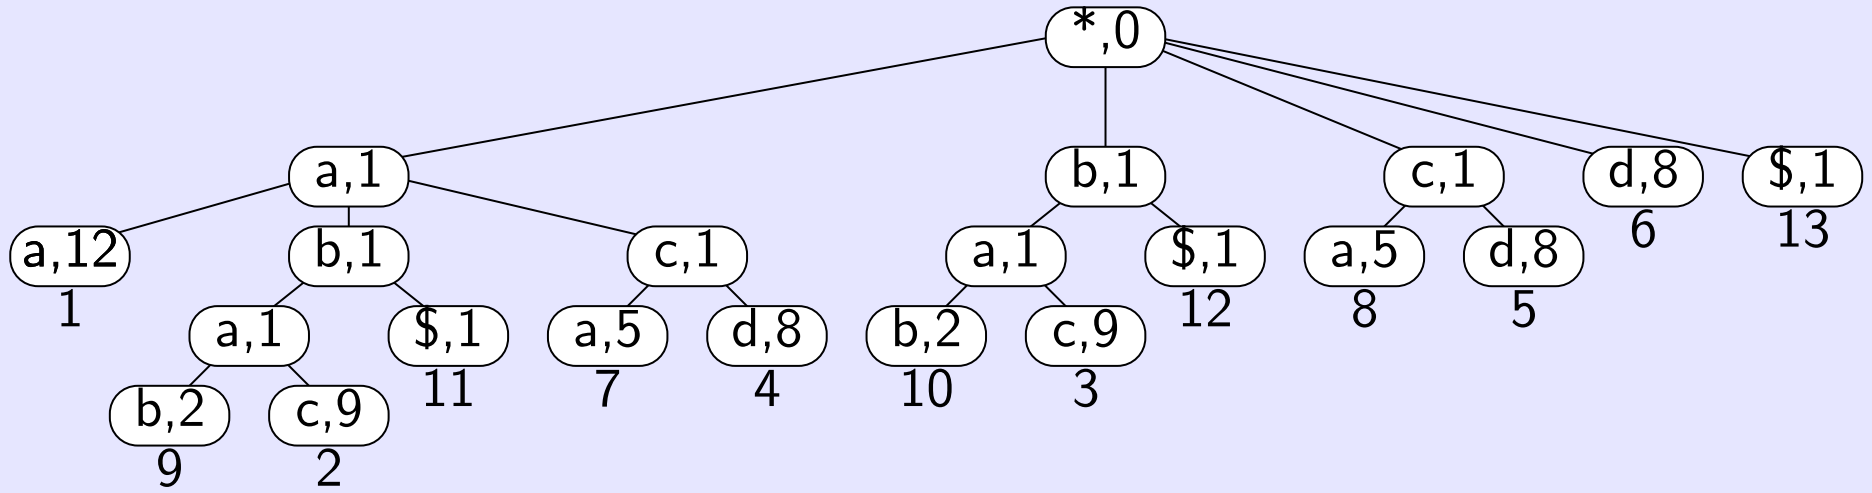 *,0
a,1 b,1 c,1 d,8 $,1
6 13
a,12 b,1 c,1 a,1 $,1 a,5 d,8
1 12 8 5
a,1 $,1 a,5 d,8 b,2 c,9
11 7 4 10 3
b,2 c,9
9 2